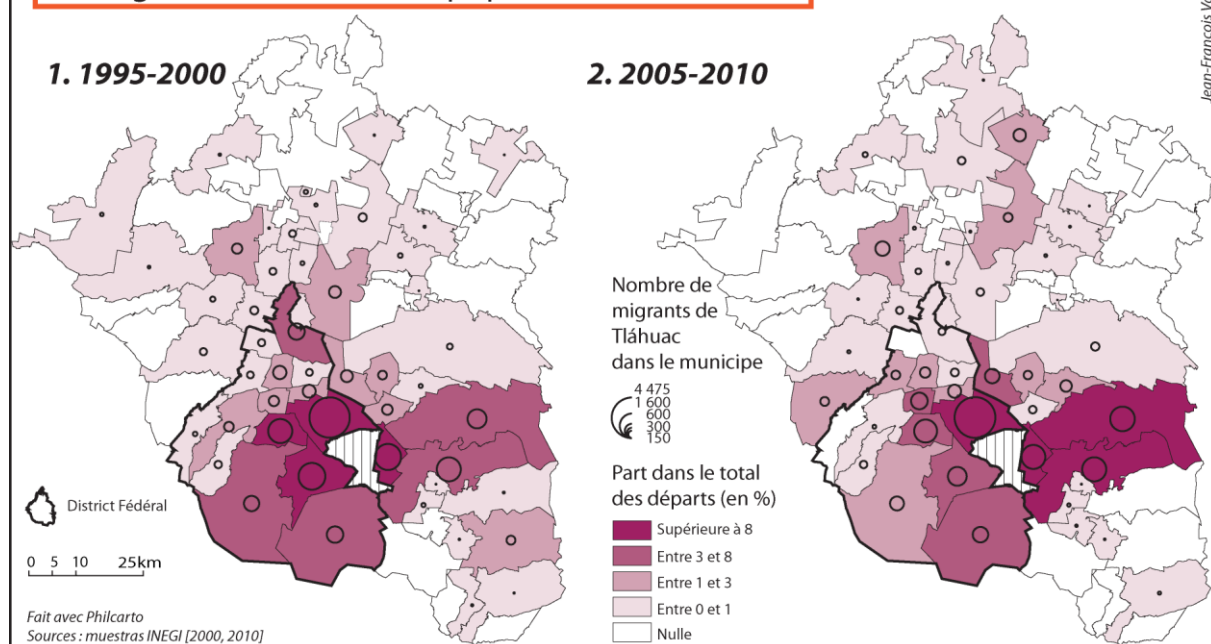 1. 1995-2000
2. 2005-2010
Jean-François
Nombre de
migrants de
Tláhuac
dans le municipe
4 475
1 600
600
300
150
Part dans le total
des départs (en %)
Supérieure à 8
Entre 3 et 8
Entre 1 et 3
Entre 0 et 1
Nulle
District Fédéral
0 5 10 25km
Fait avec Philcarto
Sources : muestras INEGI [2000, 2010]